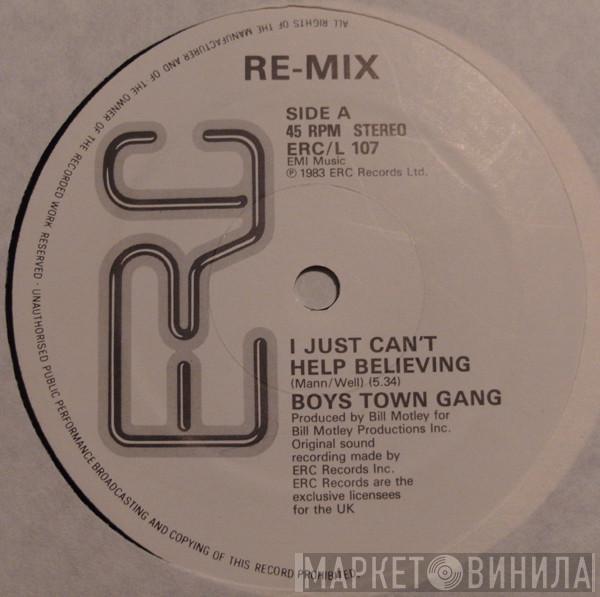 ALL RIGHTS OF THE MANUFACTURER AND OF THE OWNER OF THE RECORDED WORK RESERVED · UNAUTHORISED PUBLIC PERFORMANCE BROADCASTING AND COPYING OF THIS RECORD PROHIBITED.
RE-MIX
SIDE A
45 RPM STEREO
ERC/L 107
EMI Music
℗ 1983 ERC Records Ltd.
ERC
I JUST CAN'T
HELP BELIEVING
(Mann/Well) (5.34)
BOYS TOWN GANG
Produced by Bill Motley for
Bill Motley Productions Inc.
Original sound
recording made by
ERC Records Inc.
ERC Records are the
exclusive licensees
for the UK
МАРКЕТ ВИНИЛА